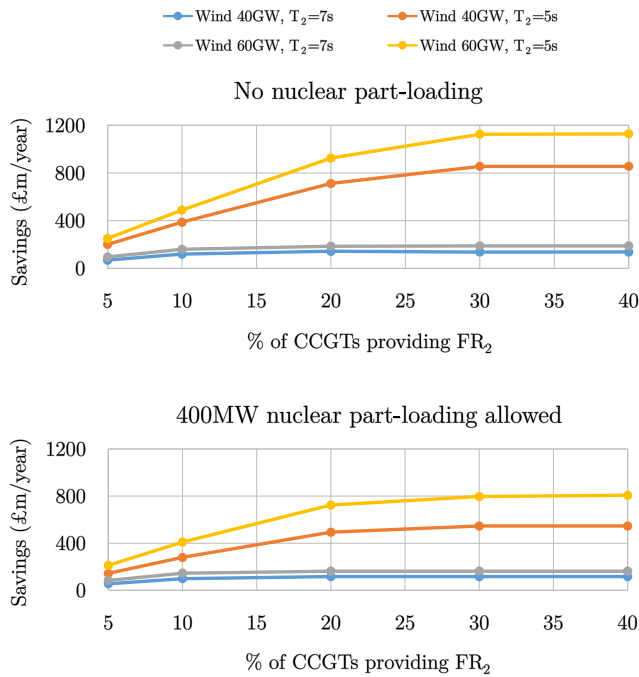 Wind 40GW, T₂=7s
Wind 40GW, T₂=5s
Wind 60GW, T₂=7s
Wind 60GW, T₂=5s
No nuclear part-loading
Savings (£m/year)
1200
800
400
0
5 10 15 20 25 30 35 40
% of CCGTs providing FR₂
400MW nuclear part-loading allowed
Savings (£m/year)
1200
800
400
0
5 10 15 20 25 30 35 40
% of CCGTs providing FR₂